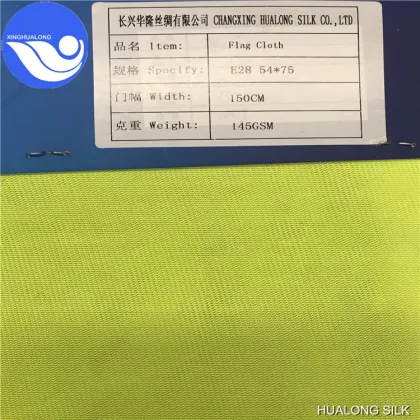 XINGHUALONG
长兴华隆丝绸有限公司 CHANGXING HUALONG SILK CO.,LTD
品名 Item: Flag Cloth
规格 Specify: E28 54*75
门幅 Width: 150CM
克重 Weight: 145GSM
HUALONG SILK